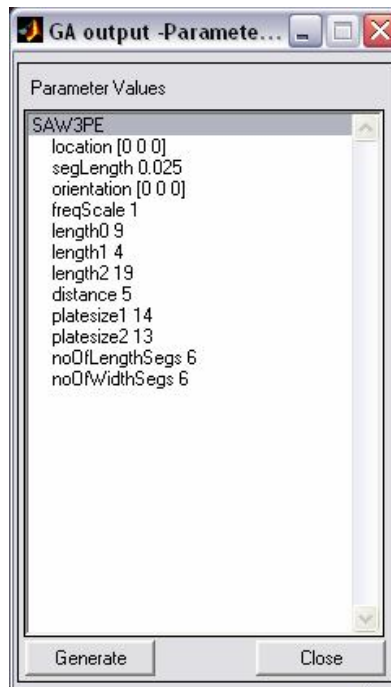 GA output -Paramete...
Parameter Values
SAW3PE
location [0 0 0]
segLength 0.025
orientation [0 0 0]
freqScale 1
length0 9
length1 4
length2 19
distance 5
platesize1 14
platesize2 13
noOfLengthSegs 6
noOfWidthSegs 6
Generate Close